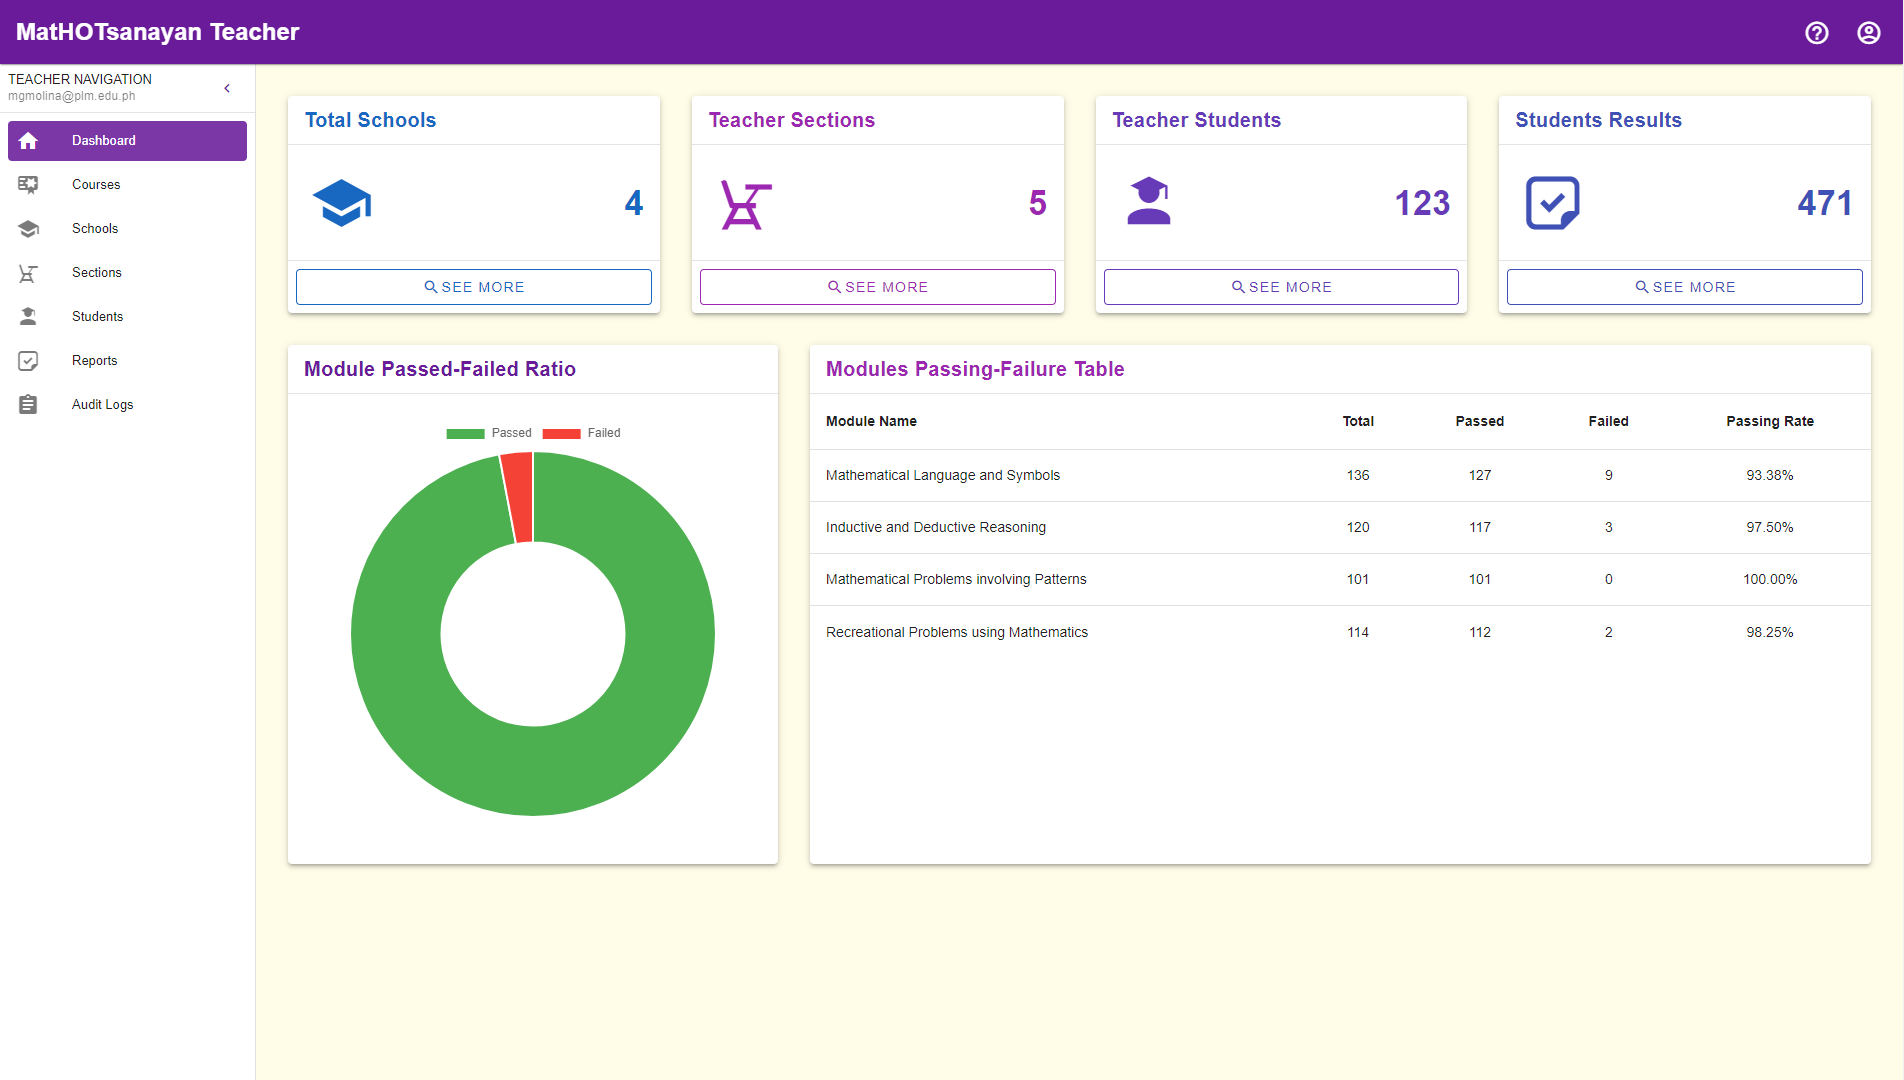 MatHOTsanayan Teacher
TEACHER NAVIGATION
mgmolina@plm.edu.ph
Dashboard
Courses
Schools
Sections
Students
Reports
Audit Logs
Total Schools
4
SEE MORE
Teacher Sections
5
SEE MORE
Teacher Students
123
SEE MORE
Students Results
471
SEE MORE
Module Passed-Failed Ratio
Passed Failed
Modules Passing-Failure Table
Module Name Total Passed Failed Passing Rate
Mathematical Language and Symbols 136 127 9 93.38%
Inductive and Deductive Reasoning 120 117 3 97.50%
Mathematical Problems involving Patterns 101 101 0 100.00%
Recreational Problems using Mathematics 114 112 2 98.25%